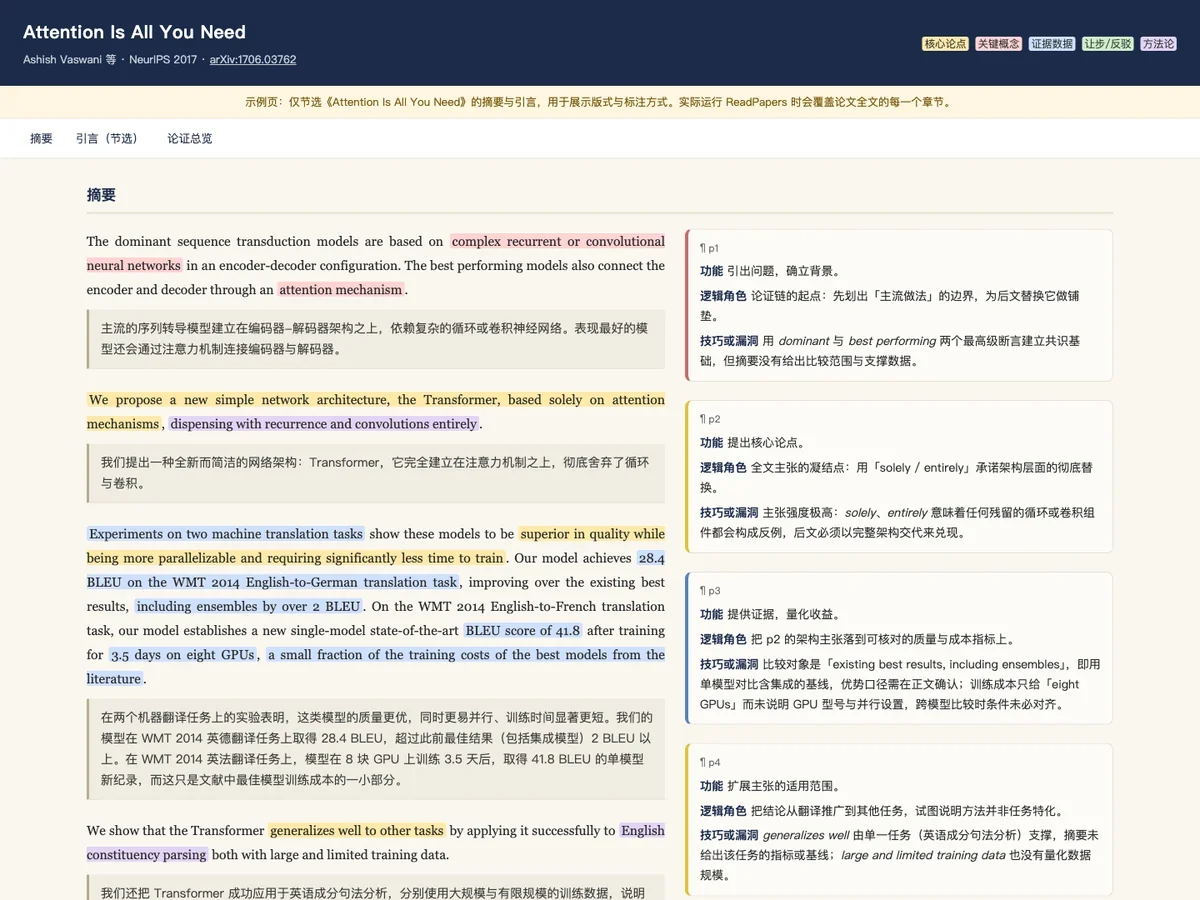 Attention Is All You Need
Ashish Vaswani 等 · NeurIPS 2017 · arXiv:1706.03762
核心论点 关键概念 证据数据 让步/反驳 方法论
示例页：仅节选《Attention Is All You Need》的摘要与引言，用于展示版式与标注方式。实际运行 ReadPapers 时会覆盖论文全文的每一个章节。
摘要 引言（节选） 论证总览
摘要
The dominant sequence transduction models are based on complex recurrent or convolutional
neural networks in an encoder-decoder configuration. The best performing models also connect the
encoder and decoder through an attention mechanism.
主流的序列转导模型建立在编码器–解码器架构之上，依赖复杂的循环或卷积神经网络。表现最好的模
型还会通过注意力机制连接编码器与解码器。
¶ p1
功能 引出问题，确立背景。
逻辑角色 论证链的起点：先划出「主流做法」的边界，为后文替换它做铺
垫。
技巧或漏洞 用 dominant 与 best performing 两个最高级断言建立共识基
础，但摘要没有给出比较范围与支撑数据。
We propose a new simple network architecture, the Transformer, based solely on attention
mechanisms, dispensing with recurrence and convolutions entirely.
我们提出一种全新而简洁的网络架构：Transformer，它完全建立在注意力机制之上，彻底舍弃了循环
与卷积。
¶ p2
功能 提出核心论点。
逻辑角色 全文主张的凝结点：用「solely / entirely」承诺架构层面的彻底替
换。
技巧或漏洞 主张强度极高：solely、entirely 意味着任何残留的循环或卷积组
件都会构成反例，后文必须以完整架构交代来兑现。
Experiments on two machine translation tasks show these models to be superior in quality while
being more parallelizable and requiring significantly less time to train. Our model achieves 28.4
BLEU on the WMT 2014 English-to-German translation task, improving over the existing best
results, including ensembles by over 2 BLEU. On the WMT 2014 English-to-French translation
task, our model establishes a new single-model state-of-the-art BLEU score of 41.8 after training
for 3.5 days on eight GPUs, a small fraction of the training costs of the best models from the
literature.
在两个机器翻译任务上的实验表明，这类模型的质量更优，同时更易并行、训练时间显著更短。我们的
模型在 WMT 2014 英德翻译任务上取得 28.4 BLEU，超过此前最佳结果（包括集成模型）2 BLEU 以
上。在 WMT 2014 英法翻译任务上，模型在 8 块 GPU 上训练 3.5 天后，取得 41.8 BLEU 的单模型
新纪录，而这只是文献中最佳模型训练成本的一小部分。
¶ p3
功能 提供证据，量化收益。
逻辑角色 把 p2 的架构主张落到可核对的质量与成本指标上。
技巧或漏洞 比较对象是「existing best results, including ensembles」，即用
单模型对比含集成的基线，优势口径需在正文确认；训练成本只给「eight
GPUs」而未说明 GPU 型号与并行设置，跨模型比较时条件未必对齐。
We show that the Transformer generalizes well to other tasks by applying it successfully to English
constituency parsing both with large and limited training data.
我们还把 Transformer 成功应用于英语成分句法分析，分别使用大规模与有限规模的训练数据，说明
¶ p4
功能 扩展主张的适用范围。
逻辑角色 把结论从翻译推广到其他任务，试图说明方法并非任务特化。
技巧或漏洞 generalizes well 由单一任务（英语成分句法分析）支撑，摘要未
给出该任务的指标或基线；large and limited training data 也没有量化数据
规模。